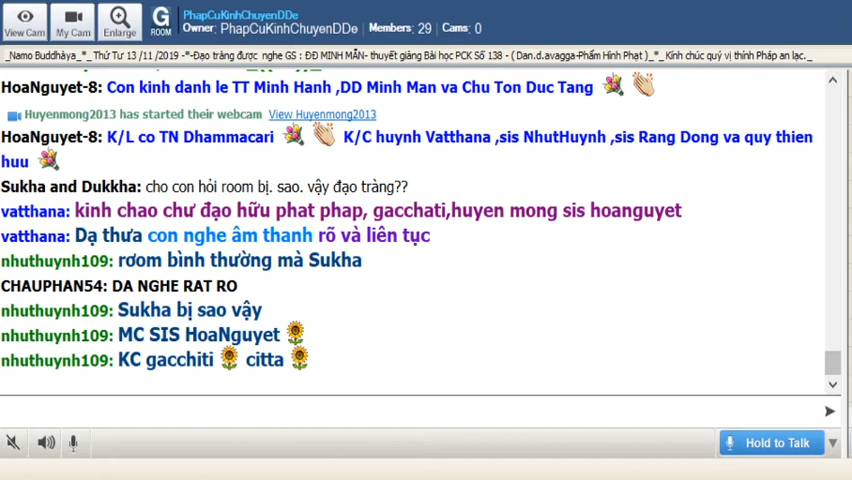 PhapCuKinhChuyenDDe
Owner: PhapCuKinhChuyenDDe Members: 29 Cams: 0
View Cam My Cam Enlarge G ROOM
_Namo Buddhàya_*_ Thứ Tư 13 /11 /2019 -*-Đạo tràng được nghe GS : ĐĐ MINH MẪN- thuyết giảng Bài học PCK Số 138 - ( Dan.d.avagga-Phẩm Hình Phạt )_*_ Kính chúc quý vị thính Pháp an lạc._
HoaNguyet-8: Con kinh danh le TT Minh Hanh ,DD Minh Man va Chu Ton Duc Tang
Huyenmong2013 has started their webcam View Huyenmong2013
HoaNguyet-8: K/L co TN Dhammacari K/C huynh Vatthana ,sis NhutHuynh ,sis Rang Dong va quy thien
huu
Sukha and Dukkha: cho con hỏi room bị. sao. vậy đạo tràng??
vatthana: kinh chao chư đạo hữu phat phap, gacchati,huyen mong sis hoanguyet
vatthana: Dạ thưa con nghe âm thanh rõ và liên tục
nhuthuynh109: rơom bình thường mà Sukha
CHAUPHAN54: DA NGHE RAT RO
nhuthuynh109: Sukha bị sao vậy
nhuthuynh109: MC SIS HoaNguyet
nhuthuynh109: KC gacchiti citta
Hold to Talk